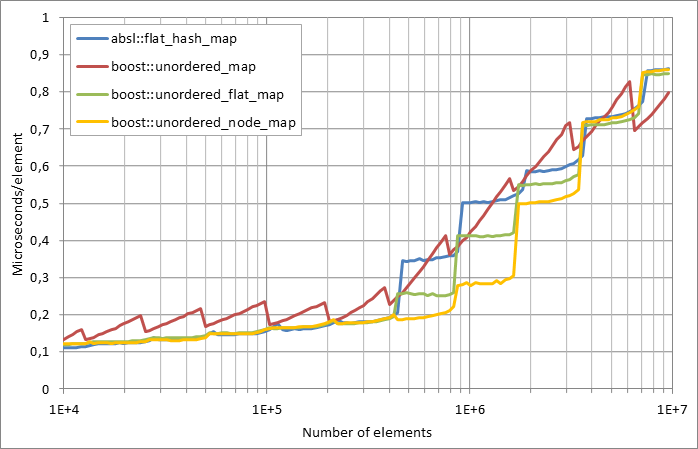 absl::flat_hash_map
boost::unordered_map
boost::unordered_flat_map
boost::unordered_node_map
Microseconds/element
1
0,9
0,8
0,7
0,6
0,5
0,4
0,3
0,2
0,1
0
1E+4
1E+5
1E+6
1E+7
Number of elements